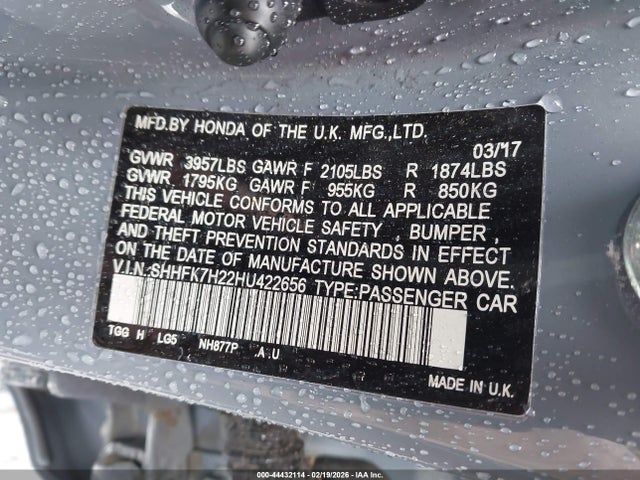 MFD.BY HONDA OF THE U.K. MFG.,LTD.
03/17
GVWR 3957LBS GAWR F 2105LBS R 1874LBS
GVWR 1795KG GAWR F 955KG R 850KG
THIS VEHICLE CONFORMS TO ALL APPLICABLE
FEDERAL MOTOR VEHICLE SAFETY , BUMPER ,
AND THEFT PREVENTION STANDARDS IN EFFECT
ON THE DATE OF MANUFACTURE SHOWN ABOVE.
V.I.N.:SHHFK7H22HU422656 TYPE:PASSENGER CAR
TGG H LG5 NH877P A.U
MADE IN U.K.
000-44432114 - 02/19/2026 - IAA Inc.